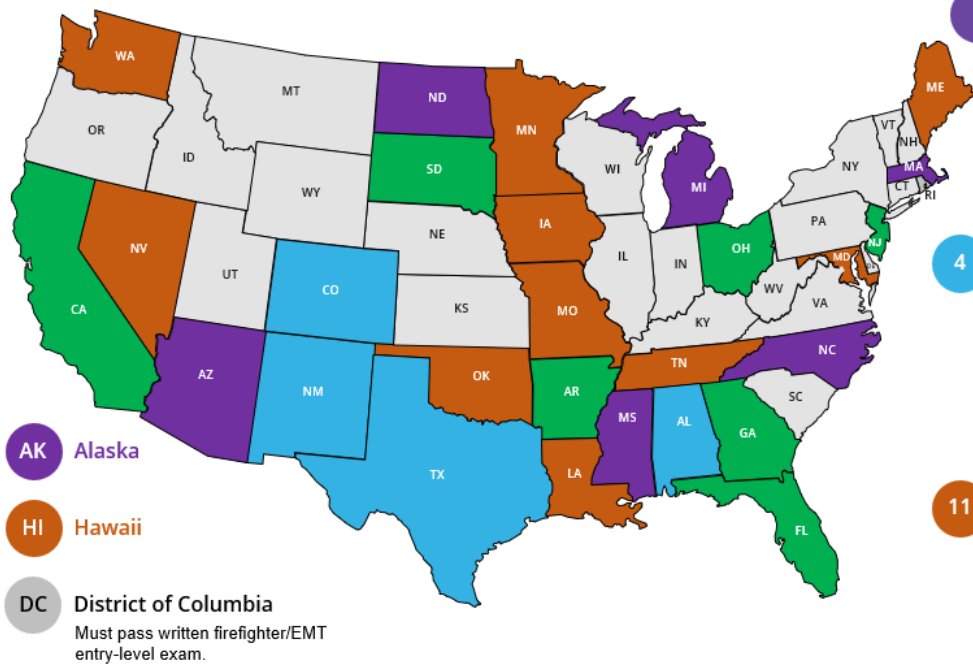 WA
MT
ND
MN
ME
OR
ID
WY
SD
WI
MI
NY
VT
NH
MA
CT
RI
NV
UT
CO
NE
IA
IL
IN
OH
PA
NJ
CA
KS
MO
KY
WV
VA
MD
DE
4
AZ
NM
OK
AR
TN
NC
SC
TX
LA
MS
AL
GA
FL
AK Alaska
HI Hawaii
11
DC District of Columbia
Must pass written firefighter/EMT
entry-level exam.